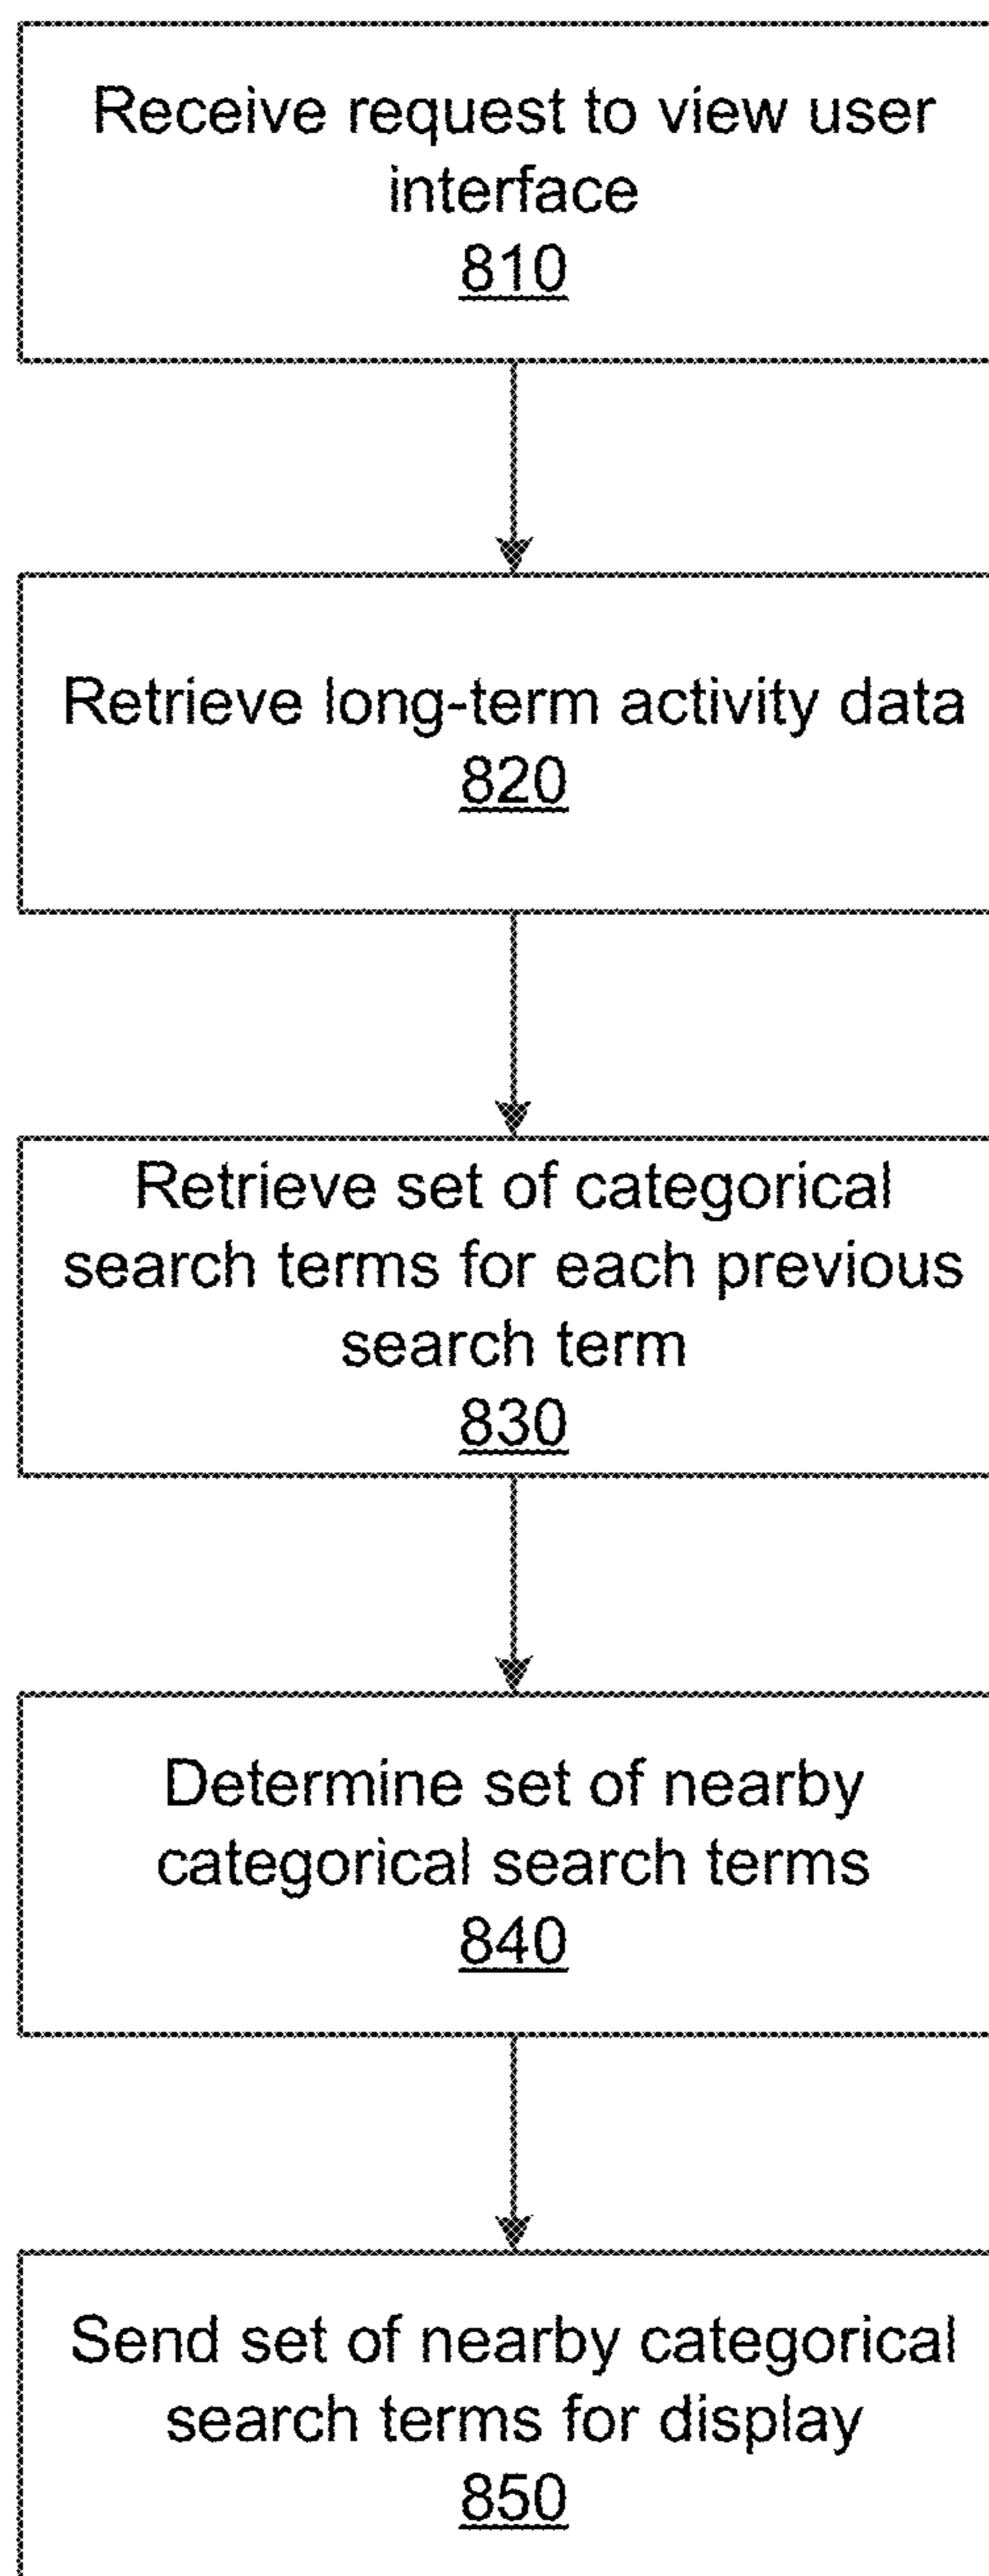 Receive request to view user
interface
810
Retrieve long-term activity data
820
Retrieve set of categorical
search terms for each previous
search term
830
Determine set of nearby
categorical search terms
840
Send set of nearby categorical
search terms for display
850